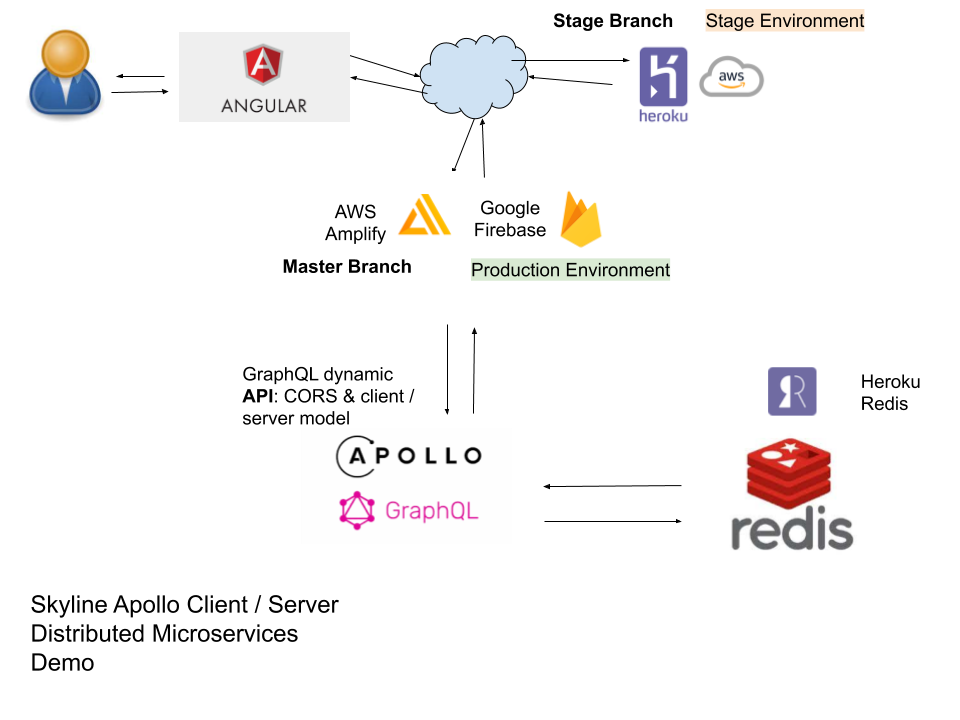 Stage Branch
Stage Environment
ANGULAR
heroku
aws
AWS
Amplify
Google
Firebase
Master Branch
Production Environment
GraphQL dynamic
API: CORS & client /
server model
Heroku
Redis
APOLLO
GraphQL
redis
Skyline Apollo Client / Server
Distributed Microservices
Demo